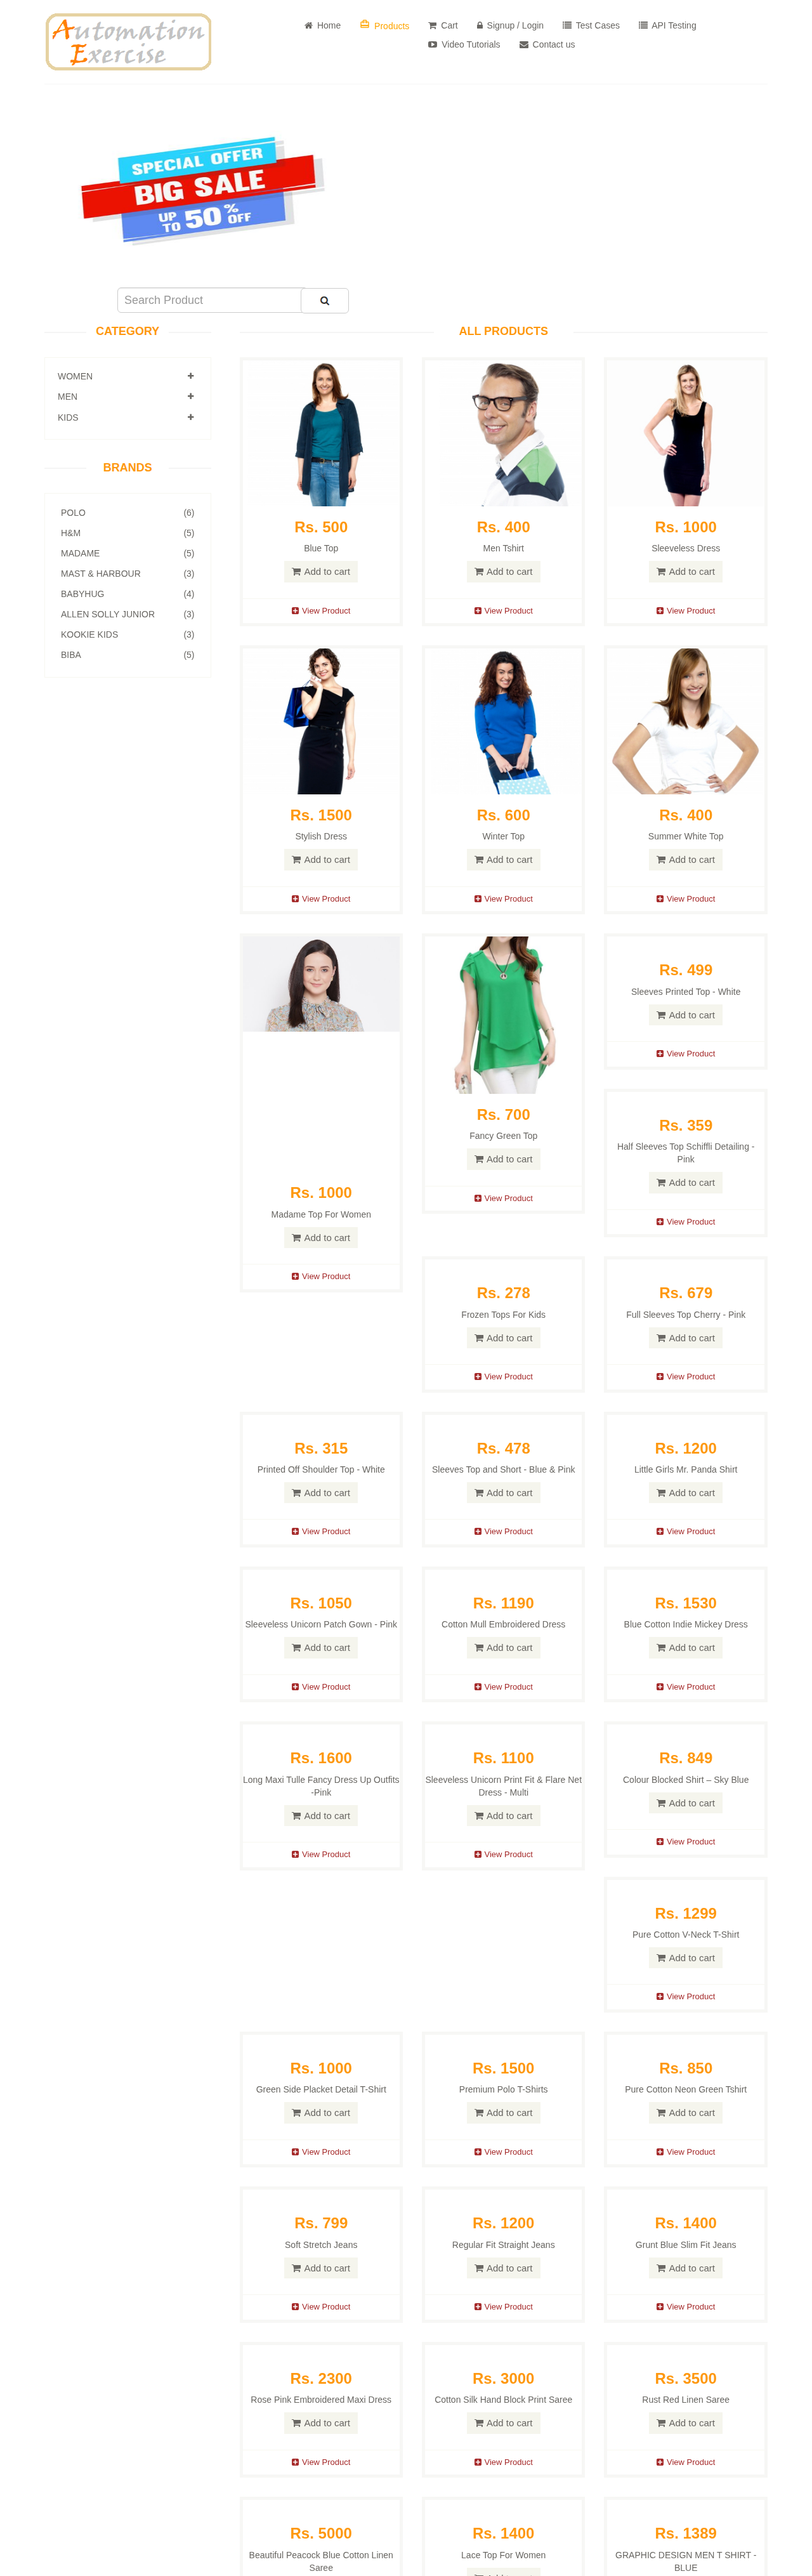 Automation
Exercise
Home
Products
Cart
Signup / Login
Test Cases
API Testing
Video Tutorials
Contact us
SPECIAL OFFER
BIG SALE
UP TO 50% OFF
Search Product
CATEGORY
WOMEN
MEN
KIDS
BRANDS
POLO (6)
H&M (5)
MADAME (5)
MAST & HARBOUR (3)
BABYHUG (4)
ALLEN SOLLY JUNIOR (3)
KOOKIE KIDS (3)
BIBA (5)
ALL PRODUCTS
Rs. 500
Blue Top
Add to cart
View Product
Rs. 400
Men Tshirt
Add to cart
View Product
Rs. 1000
Sleeveless Dress
Add to cart
View Product
Rs. 1500
Stylish Dress
Add to cart
View Product
Rs. 600
Winter Top
Add to cart
View Product
Rs. 400
Summer White Top
Add to cart
View Product
Rs. 1000
Madame Top For Women
Add to cart
View Product
Rs. 700
Fancy Green Top
Add to cart
View Product
Rs. 499
Sleeves Printed Top - White
Add to cart
View Product
Rs. 359
Half Sleeves Top Schiffli Detailing -
Pink
Add to cart
View Product
Rs. 278
Frozen Tops For Kids
Add to cart
View Product
Rs. 679
Full Sleeves Top Cherry - Pink
Add to cart
View Product
Rs. 315
Printed Off Shoulder Top - White
Add to cart
View Product
Rs. 478
Sleeves Top and Short - Blue & Pink
Add to cart
View Product
Rs. 1200
Little Girls Mr. Panda Shirt
Add to cart
View Product
Rs. 1050
Sleeveless Unicorn Patch Gown - Pink
Add to cart
View Product
Rs. 1190
Cotton Mull Embroidered Dress
Add to cart
View Product
Rs. 1530
Blue Cotton Indie Mickey Dress
Add to cart
View Product
Rs. 1600
Long Maxi Tulle Fancy Dress Up Outfits
-Pink
Add to cart
View Product
Rs. 1100
Sleeveless Unicorn Print Fit & Flare Net
Dress - Multi
Add to cart
View Product
Rs. 849
Colour Blocked Shirt – Sky Blue
Add to cart
View Product
Rs. 1299
Pure Cotton V-Neck T-Shirt
Add to cart
View Product
Rs. 1000
Green Side Placket Detail T-Shirt
Add to cart
View Product
Rs. 1500
Premium Polo T-Shirts
Add to cart
View Product
Rs. 850
Pure Cotton Neon Green Tshirt
Add to cart
View Product
Rs. 799
Soft Stretch Jeans
Add to cart
View Product
Rs. 1200
Regular Fit Straight Jeans
Add to cart
View Product
Rs. 1400
Grunt Blue Slim Fit Jeans
Add to cart
View Product
Rs. 2300
Rose Pink Embroidered Maxi Dress
Add to cart
View Product
Rs. 3000
Cotton Silk Hand Block Print Saree
Add to cart
View Product
Rs. 3500
Rust Red Linen Saree
Add to cart
View Product
Rs. 5000
Beautiful Peacock Blue Cotton Linen
Saree
Rs. 1400
Lace Top For Women
Rs. 1389
GRAPHIC DESIGN MEN T SHIRT -
BLUE